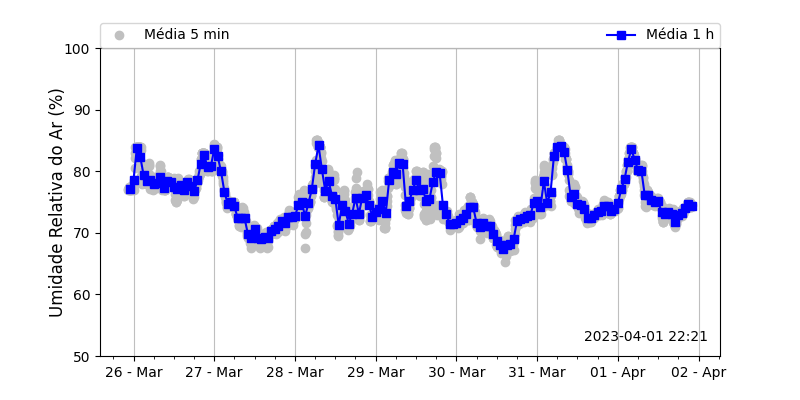 Média 5 min
Média 1 h
Umidade Relativa do Ar (%)
100
90
80
70
60
50
2023-04-01 22:21
26 - Mar
27 - Mar
28 - Mar
29 - Mar
30 - Mar
31 - Mar
01 - Apr
02 - Apr